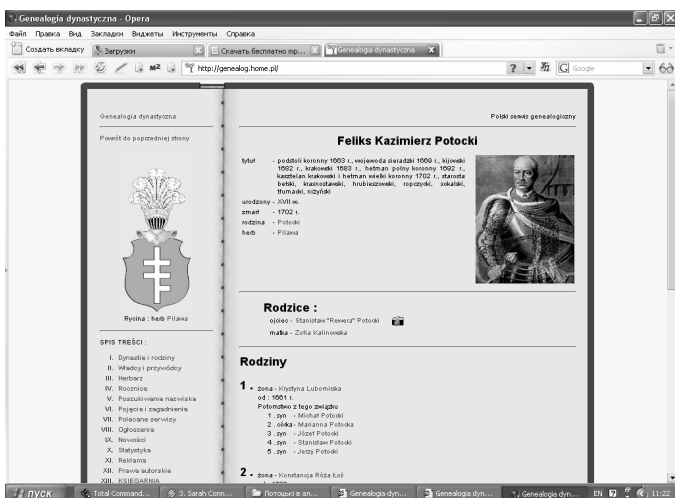 Genealogia dynastyczna - Opera
Файл Правка Вид Закладки Виджеты Инструменты Справка
Создать вкладку Загрузки Скачать бесплатно mp... Genealogia dynastyczna
http://genealog.home.pl/ Google
Genealogia dynastyczna
Polski serwis genealogiczny
Powrót do poprzedniej strony
Feliks Kazimierz Potocki
tytuł - podstoli koronny 1663 r., wojewoda sieradzki 1669 r., kijowski
1682 r., krakowski 1683 r., hetman polny koronny 1692 r.,
kasztelan krakowski i hetman wielki koronny 1702 r., starosta
bełski, krasnostawski, hrubieszowski, ropczycki, sokalski,
tłumacki, niżyński
urodzony - XVII w.
zmarł - 1702 r.
rodzina - Potocki
herb - Pilawa
Rycina : herb Pilawa
Rodzice :
ojciec - Stanisław "Rewera" Potocki
matka - Zofia Kalinowska
SPIS TREŚCI :
I. Dynastie i rodziny
II. Władcy i przywódcy
III. Herbarz
IV. Rocznice
V. Poszukiwanie nazwiska
VI. Pojęcia i zagadnienia
VII. Polecane serwisy
VIII. Ogłoszenia
IX. Nowości
X. Statystyka
XI. Reklama
XII. Prawa autorskie
XIII. KSIĘGARNIA
Rodziny
1 • żona - Krystyna Lubomirska
od : 1661 r.
Potomstwo z tego związku
1 . syn - Michał Potocki
2 . córka - Marianna Potocka
3 . syn - Józef Potocki
4 . syn - Stanisław Potocki
5 . syn - Jerzy Potocki
2 • żona - Konstancja Róża Łoś
пуск Total Command... 3. Sarah Conn... Потоцкі в ан... Genealogia dyn... Genealogia dyn... Genealogia dyn... EN 11:22